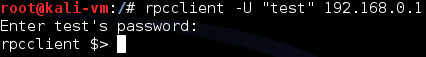 root@kali-vm:/# rpcclient -U "test" 192.168.0.1
Enter test's password:
rpcclient $>